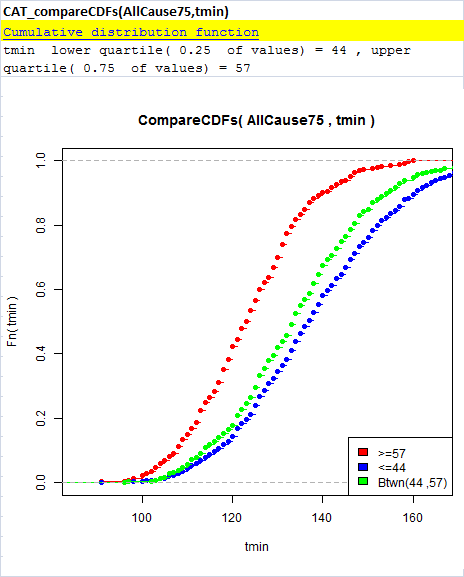 CAT_compareCDFs(AllCause75,tmin)
Cumulative distribution function
tmin  lower quartile( 0.25  of values) = 44 , upper
quartile( 0.75  of values) = 57
CompareCDFs( AllCause75 , tmin )
1.0
0.8
0.6
0.4
0.2
0.0
Fn( tmin )
>=57
<=44
Btwn(44 ,57)
100 120 140 160
tmin